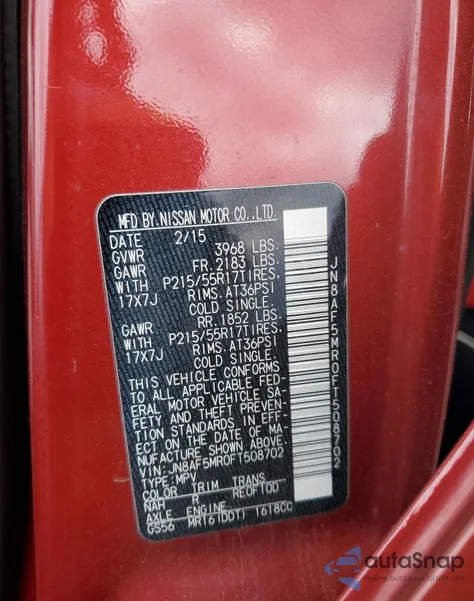 MFD BY NISSAN MOTOR CO., LTD.
DATE 2/15
GVWR 3968 LBS.
GAWR FR. 2183 LBS.
WITH P215/55R17TIRES.
17X7J RIMS. AT36PSI
COLD SINGLE.
GAWR RR. 1852 LBS.
WITH P215/55R17TIRES.
17X7J RIMS. AT36PSI
COLD SINGLE.
THIS VEHICLE CONFORMS
TO ALL APPLICABLE FED-
ERAL MOTOR VEHICLE SA-
FETY AND THEFT PREVEN-
TION STANDARDS IN EFF-
ECT ON THE DATE OF MA-
NUFACTURE SHOWN ABOVE.
VIN: JN8AF5MR0FT508702
TYPE: MPV
COLOR TRIM TRANS
NAH R RE0F10D
AXLE ENGINE
GS56 MR16(DDT) 1618CC
JN8AF5MR0FT508702
autaSnap